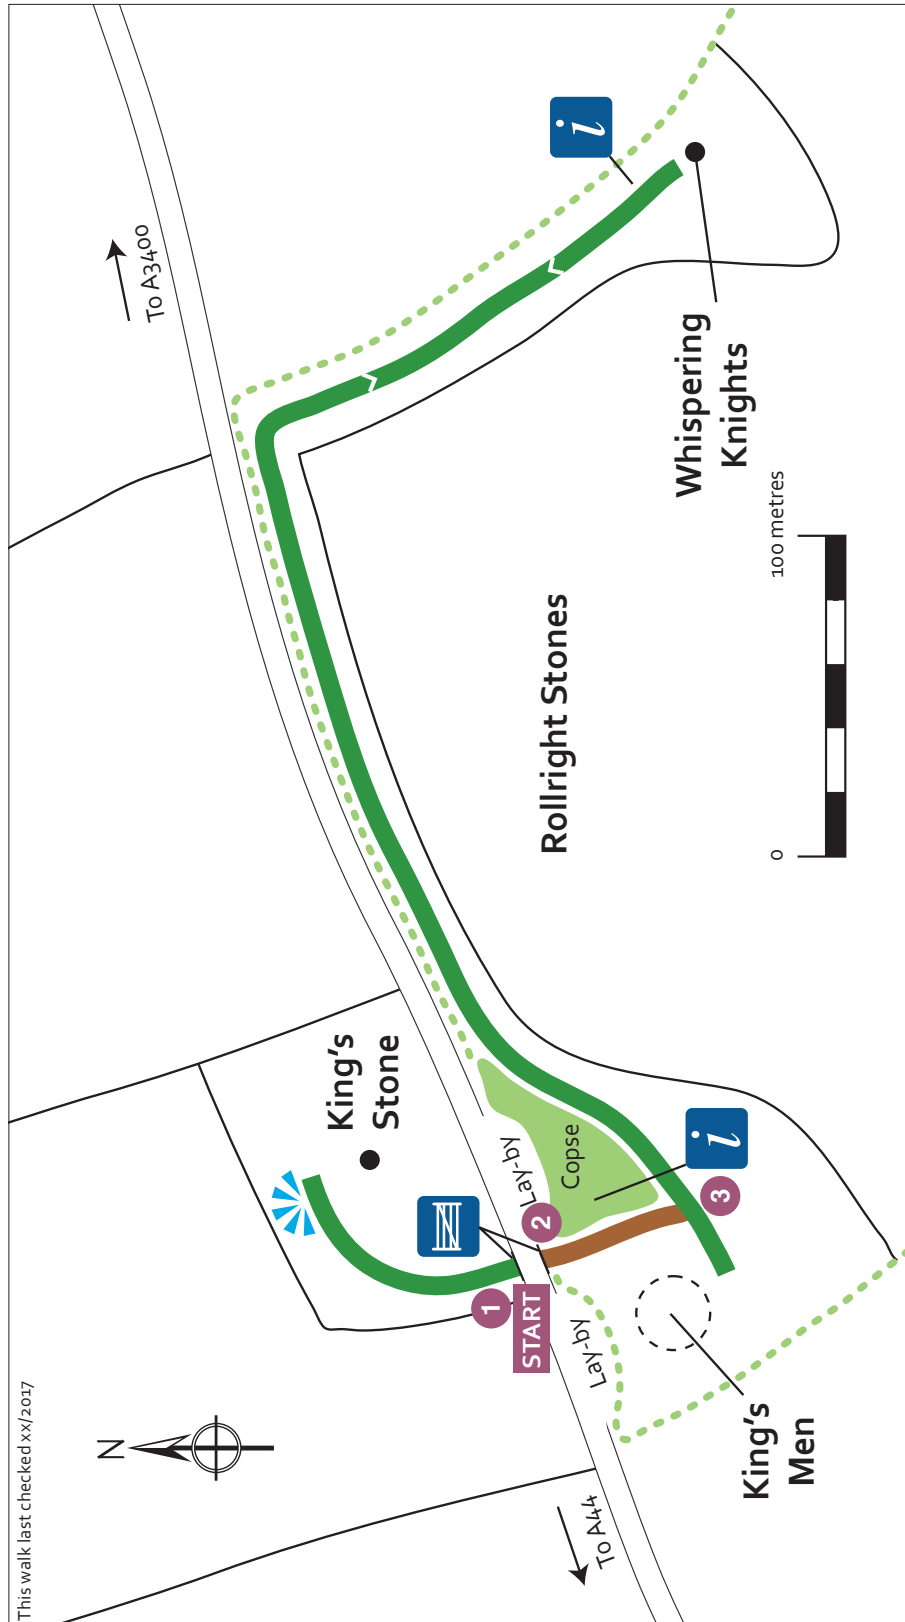 This walk last checked xx/2017
N
To A3400
i
King's
Stone
1
START
Lay-by
2
Copse
Lay-by
To A44
i
3
King's
Men
Rollright Stones
Whispering
Knights
0
100 metres